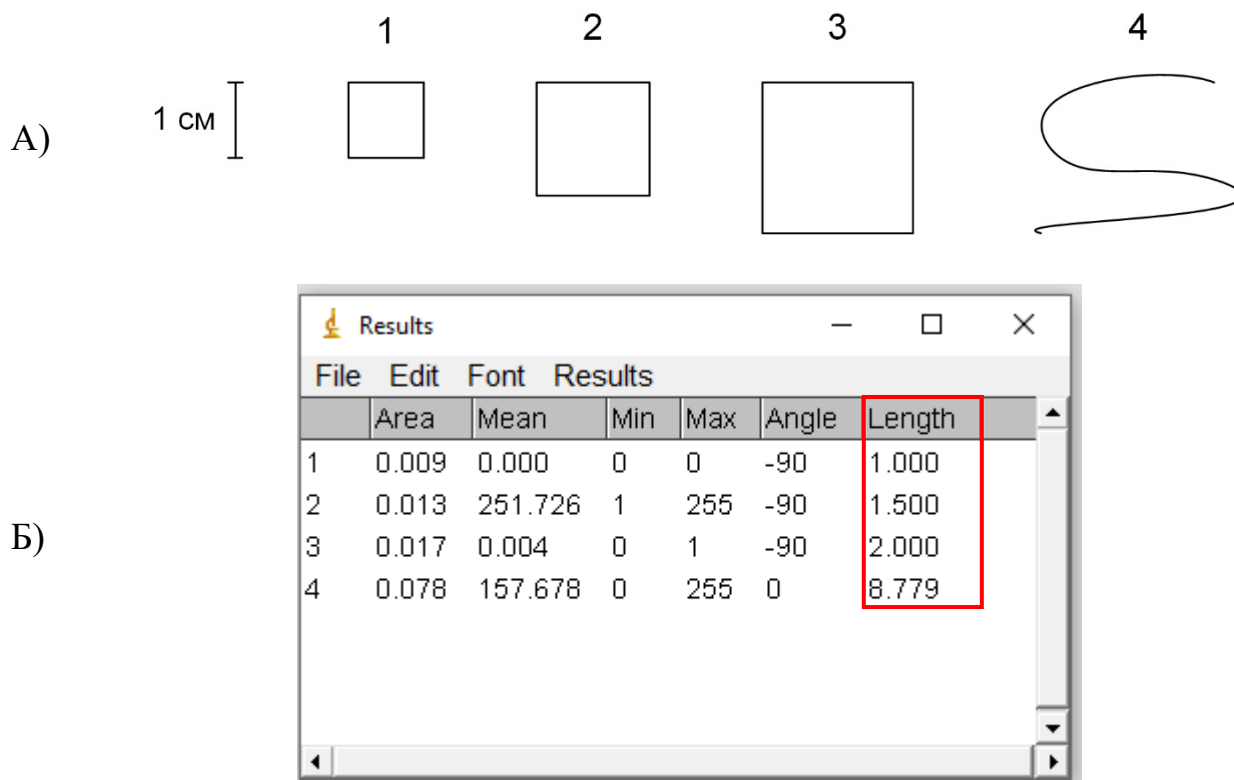 1 2 3 4
А) 1 см
Results
File Edit Font Results
Area Mean Min Max Angle Length
1 0.009 0.000 0 0 -90 1.000
2 0.013 251.726 1 255 -90 1.500
Б)
3 0.017 0.004 0 1 -90 2.000
4 0.078 157.678 0 255 0 8.779